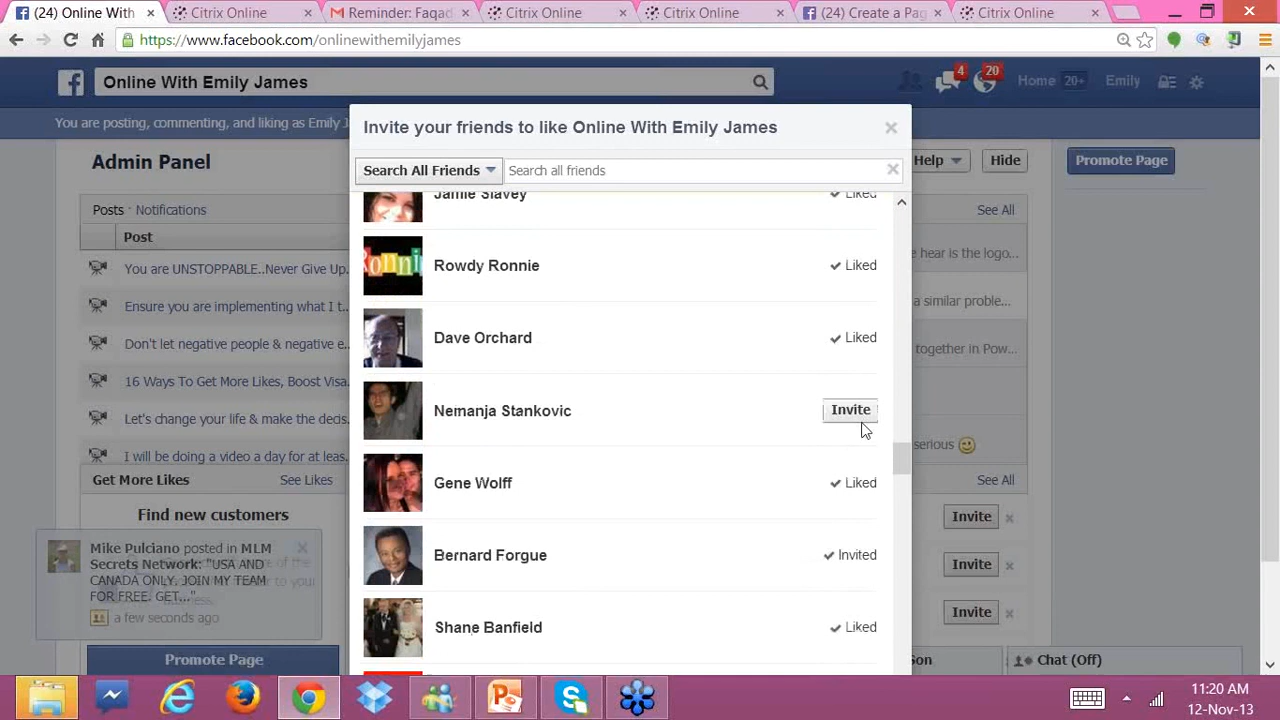 (24) Online With
Citrix Online
Reminder: Faqad
Citrix Online
Citrix Online
(24) Create a Pag
Citrix Online
https://www.facebook.com/onlinewithemilyjames
Online With Emily James
4
20
Home 20+
Emily
You are posting, commenting, and liking as Emily J
Invite your friends to like Online With Emily James
Admin Panel
Help
Hide
Promote Page
Search All Friends
Search all friends
Posts · Notifications
See All
Post
Jamie Slavey
Liked
You are UNSTOPPABLE..Never Give Up.
hear is the logo...
Rowdy Ronnie
Liked
Ensure you are implementing what I t
a similar proble...
Dave Orchard
Liked
Don't let negative people & negative e..
together in Pow...
16 Ways To Get More Likes, Boost Visa.
Let's change your life & make the decis.
Nemanja Stankovic
Invite
I will be doing a video a day for at leas.
serious
Get More Likes
See Likes
Gene Wolff
Liked
See All
Find new customers
Invite
Mike Pulciano posted in MLM
Secrets Network: "USA AND
CANADA ONLY. JOIN MY TEAM
FOR FREE. GET..."
a few seconds ago
Bernard Forgue
Invited
Invite
Invite
Shane Banfield
Liked
Promote Page
Son
Chat (Off)
11:20 AM
12-Nov-13